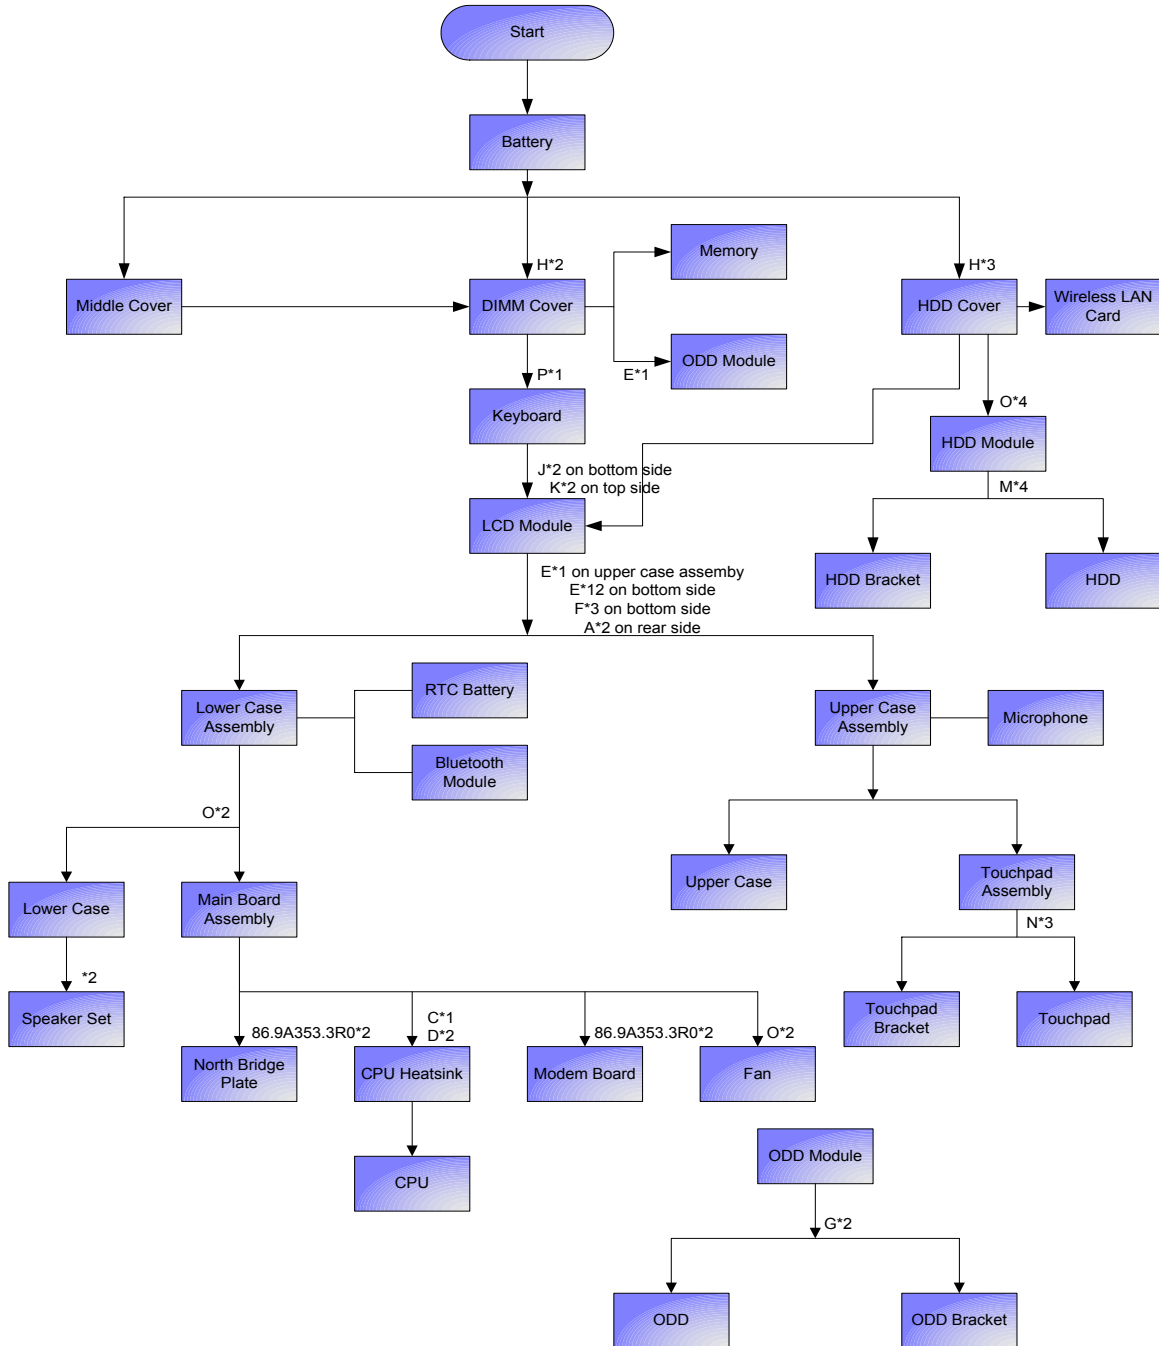 Start
Battery
H*2
H*3
Memory
Middle Cover
DIMM Cover
HDD Cover
Wireless LAN
Card
P*1
E*1
ODD Module
Keyboard
O*4
HDD Module
J*2 on bottom side
K*2 on top side
M*4
LCD Module
E*1 on upper case assemby
E*12 on bottom side
F*3 on bottom side
A*2 on rear side
HDD Bracket
HDD
RTC Battery
Lower Case
Assembly
Upper Case
Assembly
Microphone
Bluetooth
Module
O*2
Lower Case
Main Board
Assembly
Upper Case
Touchpad
Assembly
N*3
*2
Speaker Set
Touchpad
Bracket
Touchpad
86.9A353.3R0*2
C*1
D*2
86.9A353.3R0*2
O*2
North Bridge
Plate
CPU Heatsink
Modem Board
Fan
CPU
ODD Module
G*2
ODD
ODD Bracket